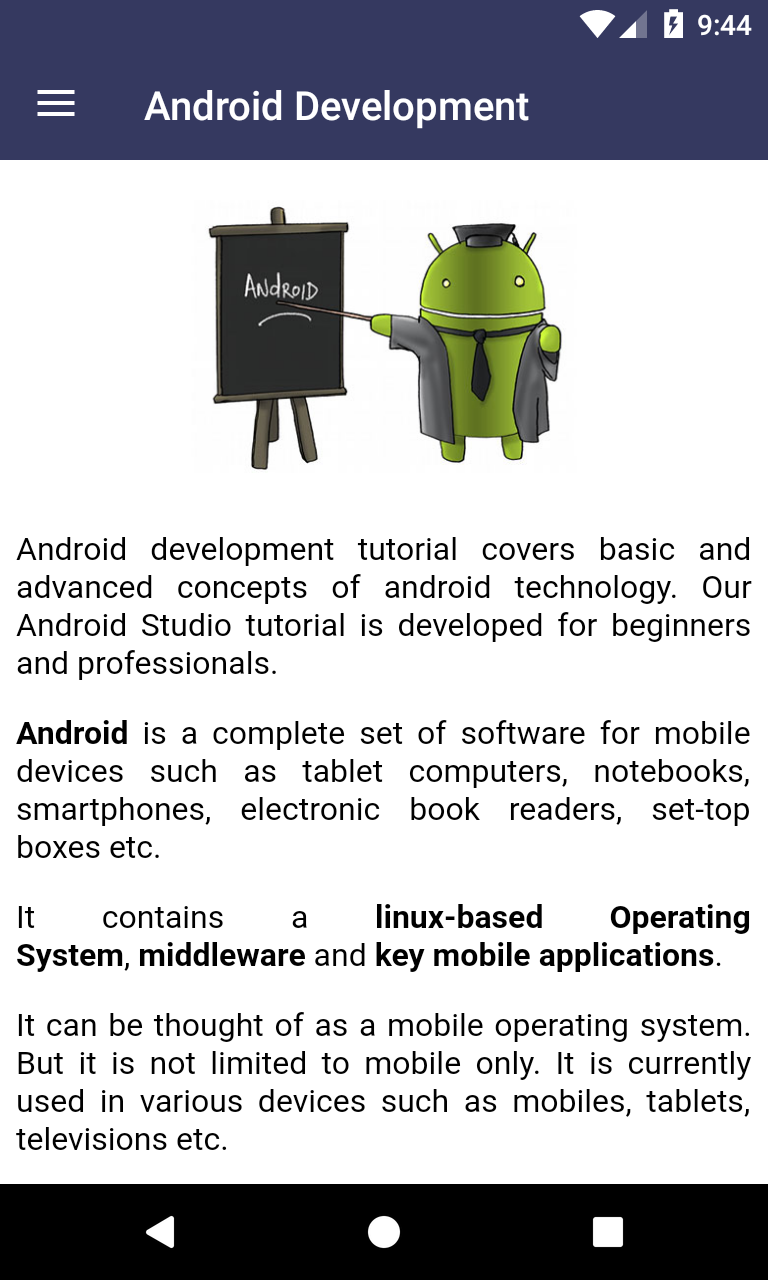 9:44
Android Development
ANDROID
Android development tutorial covers basic and
advanced concepts of android technology. Our
Android Studio tutorial is developed for beginners
and professionals.
Android is a complete set of software for mobile
devices such as tablet computers, notebooks,
smartphones, electronic book readers, set-top
boxes etc.
It contains a linux-based Operating
System, middleware and key mobile applications.
It can be thought of as a mobile operating system.
But it is not limited to mobile only. It is currently
used in various devices such as mobiles, tablets,
televisions etc.